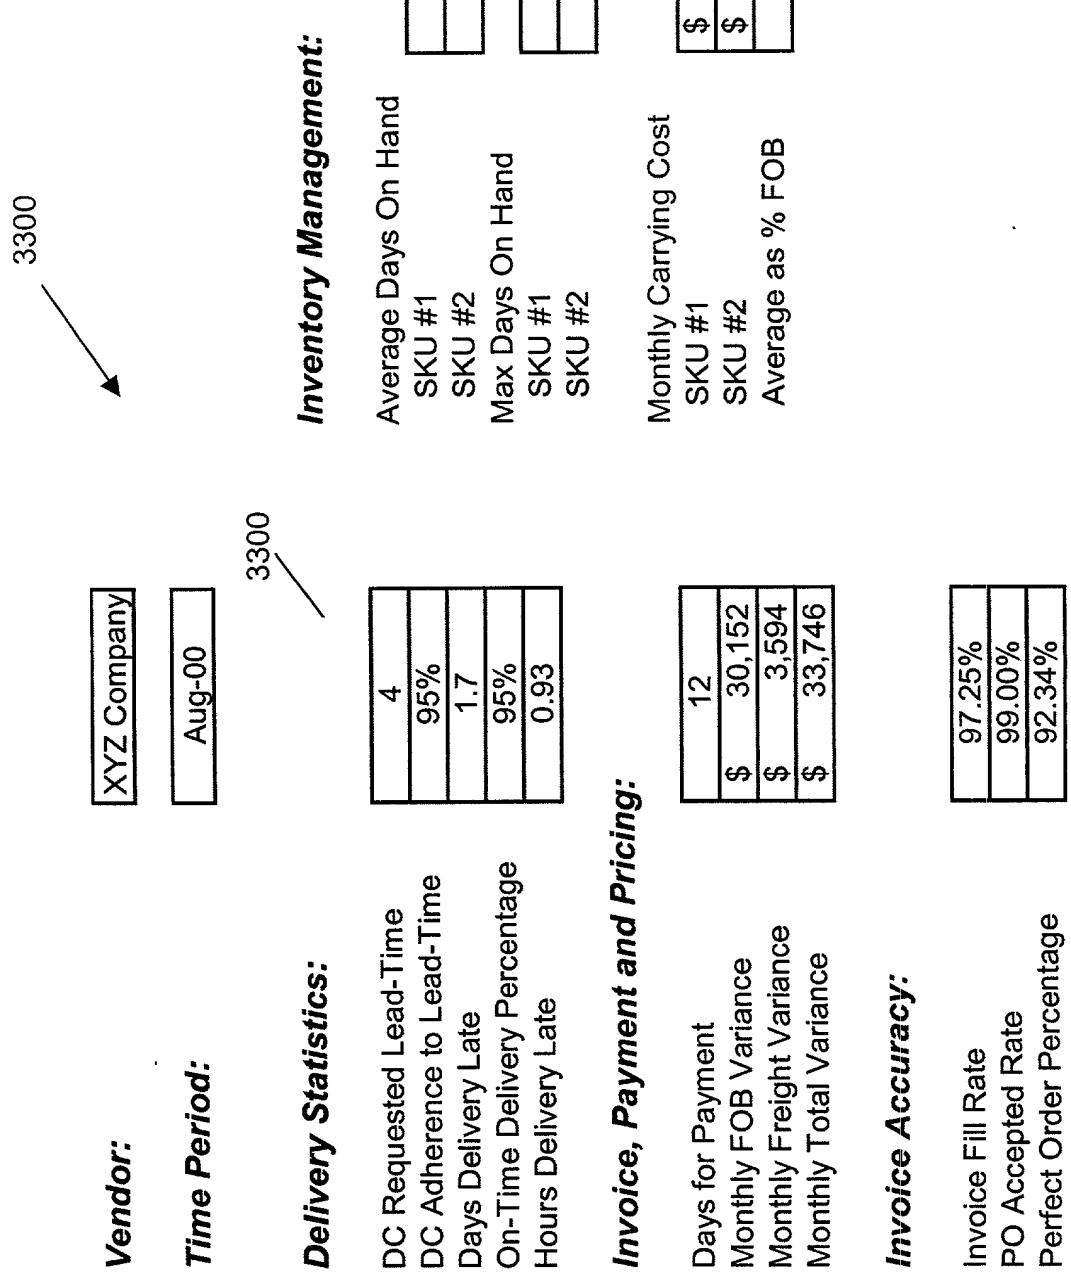 3300
Vendor: XYZ Company
Time Period: Aug-00
3300
Delivery Statistics:
DC Requested Lead-Time 4
DC Adherence to Lead-Time 95%
Days Delivery Late 1.7
On-Time Delivery Percentage 95%
Hours Delivery Late 0.93
Invoice, Payment and Pricing:
Days for Payment 12
Monthly FOB Variance $ 30,152
Monthly Freight Variance $ 3,594
Monthly Total Variance $ 33,746
Invoice Accuracy:
Invoice Fill Rate 97.25%
PO Accepted Rate 99.00%
Perfect Order Percentage 92.34%
Inventory Management:
Average Days On Hand
SKU #1
SKU #2
Max Days On Hand
SKU #1
SKU #2
Monthly Carrying Cost
SKU #1 $
SKU #2 $
Average as % FOB